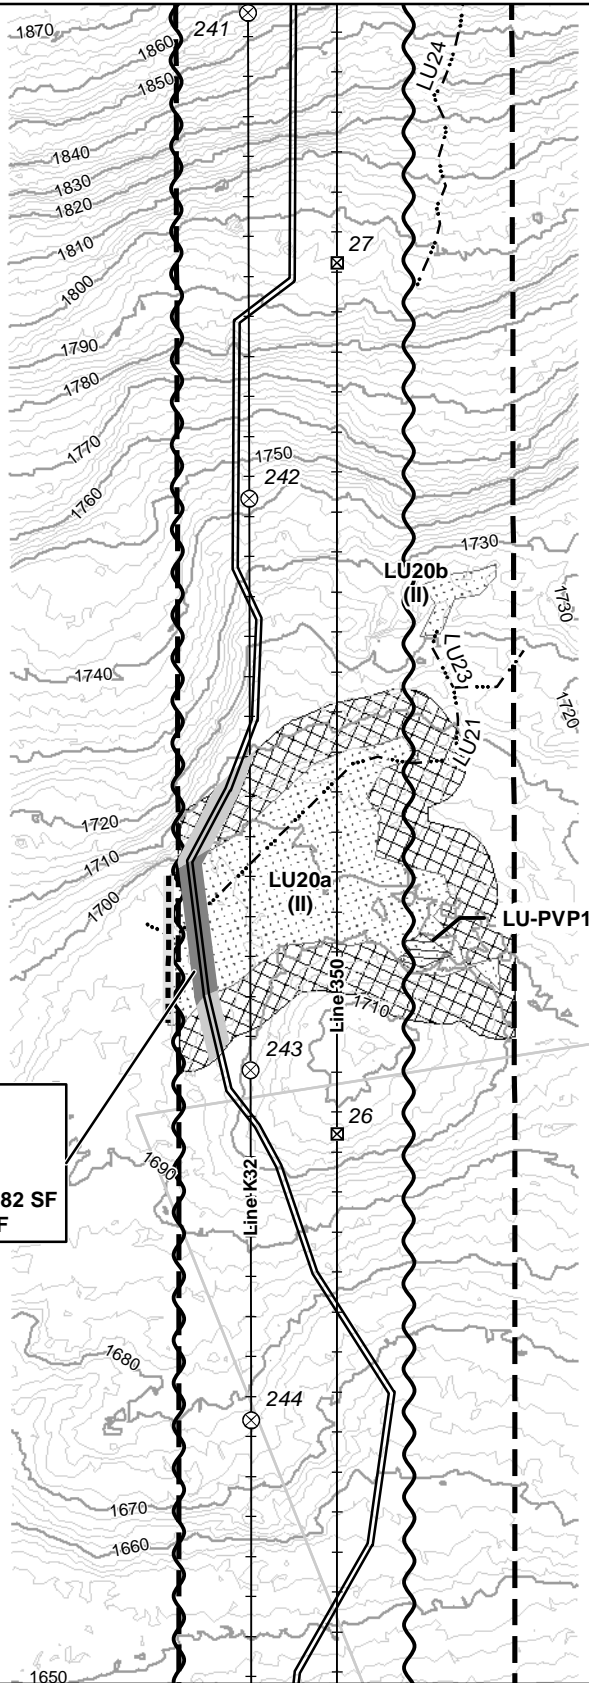 1870
241
1860
LU24
1850
1840
1830
1820
1810
27
1800
1790
1780
1770
1750
242
1760
1730
LU20b
(II)
1730
LU23
1740
1720
LU21
1720
1710
LU20a
(II)
1700
LU-PVP1
Line 350
1710
243
26
1690
82 SF
F
Line K32
1680
244
1670
1660
1650